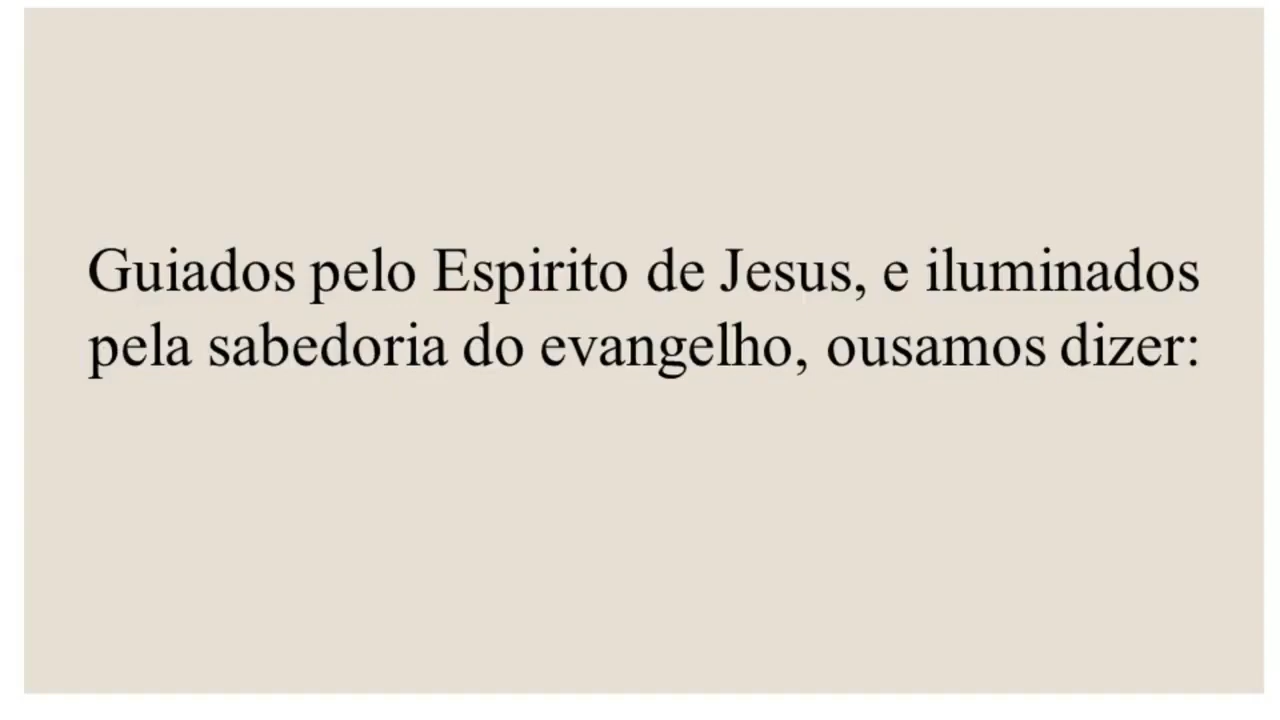 Guiados pelo Espirito de Jesus, e iluminados
pela sabedoria do evangelho, ousamos dizer: